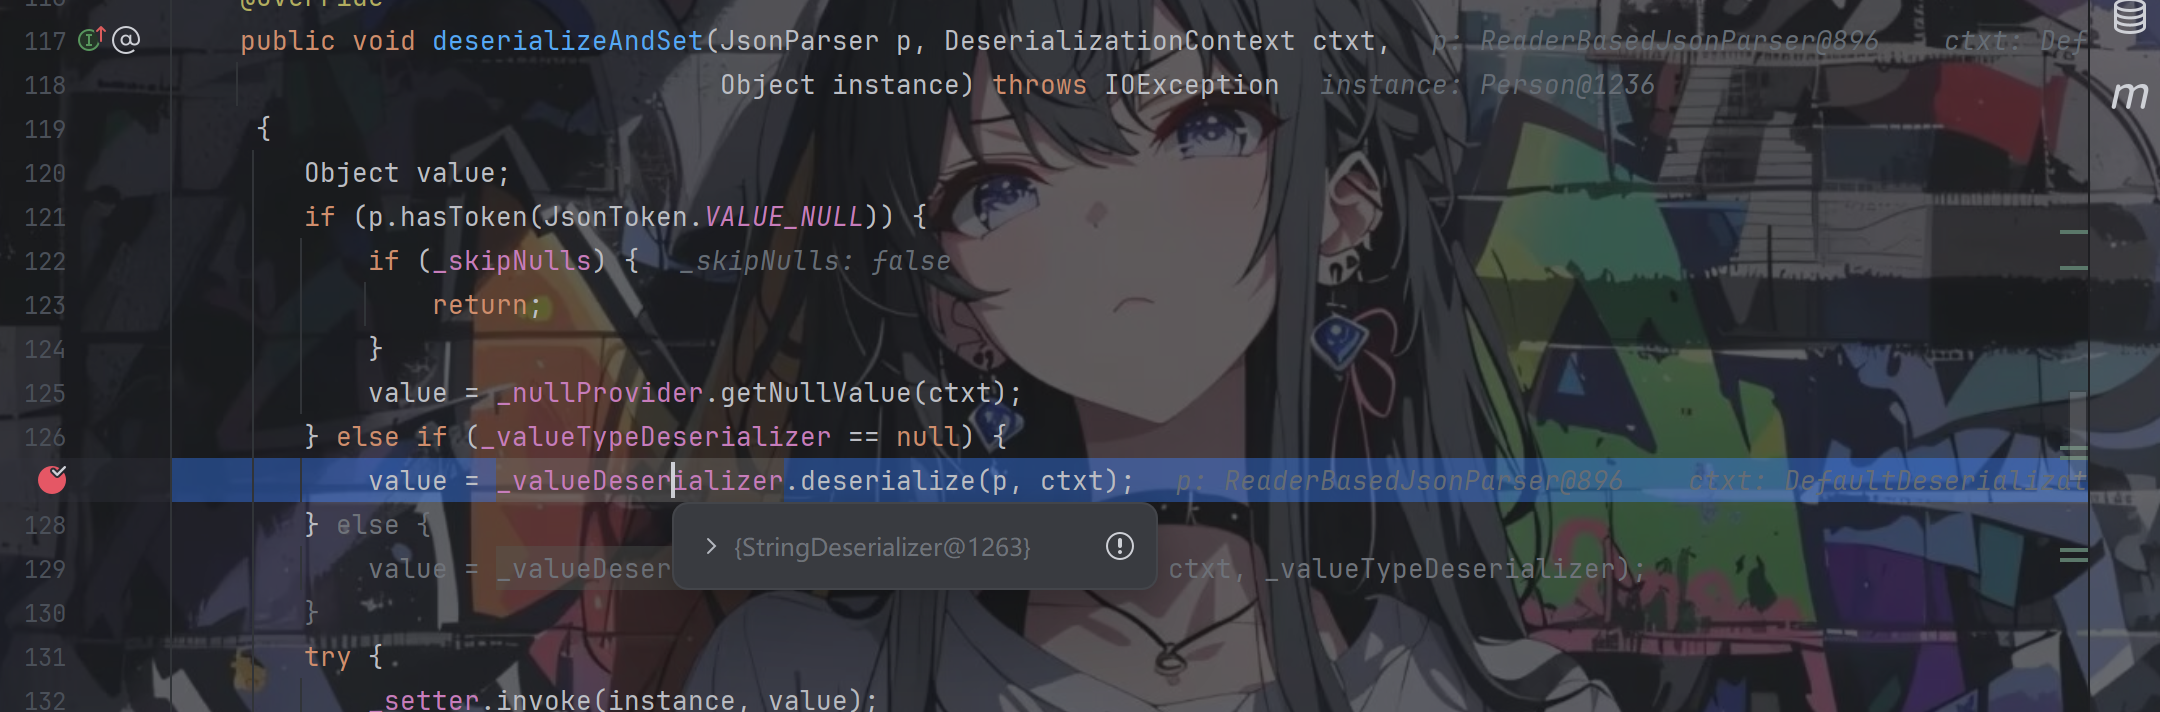 116 @Override
117 public void deserializeAndSet(JsonParser p, DeserializationContext ctxt, p: ReaderBasedJsonParser@896 ctxt: Def
118 Object instance) throws IOException instance: Person@1236
119 {
120 Object value;
121 if (p.hasToken(JsonToken.VALUE_NULL)) {
122 if (_skipNulls) { _skipNulls: false
123 return;
124 }
125 value = _nullProvider.getNullValue(ctxt);
126 } else if (_valueTypeDeserializer == null) {
value = _valueDeserializer.deserialize(p, ctxt); p: ReaderBasedJsonParser@896 ctxt: DefaultDeserializat
128 } else {
{StringDeserializer@1263}
129 value = _valueDeser ctxt, _valueTypeDeserializer);
130 }
131 try {
132 _setter.invoke(instance, value);
m